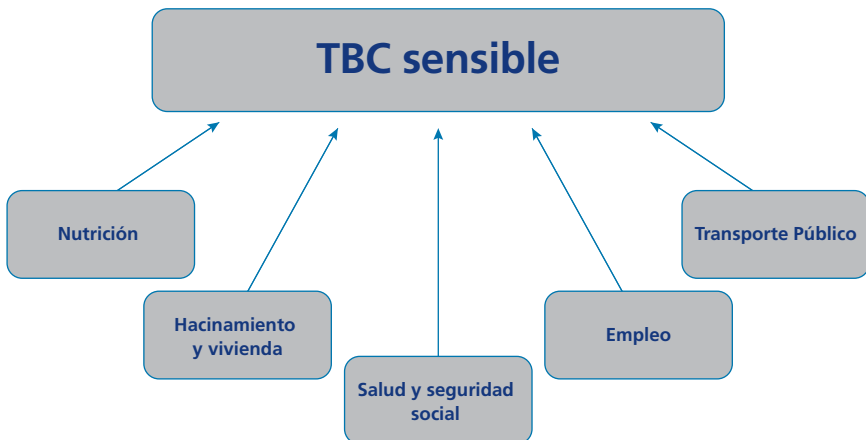 TBC sensible
Nutrición
Transporte Público
Hacinamiento
y vivienda
Empleo
Salud y seguridad
social